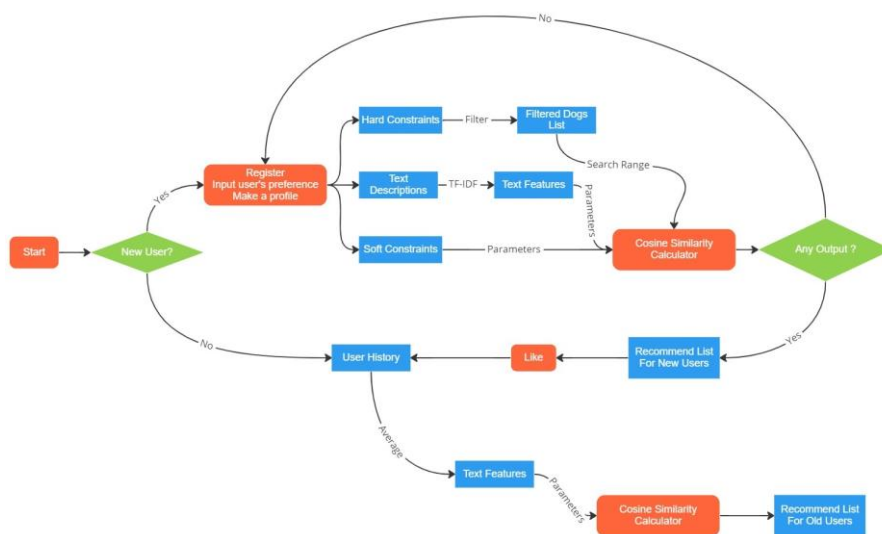 No
Hard Constraints
Filter
Filtered Dogs
List
Search Range
Register
Input user's preference
Make a profile
Text
Descriptions
TF-IDF
Text Features
Parameters
Yes
Start
New User?
Soft Constraints
Parameters
Cosine Similarity
Calculator
Any Output ?
No
User History
Like
Recommend List
For New Users
Yes
Average
Text Features
Parameters
Cosine Similarity
Calculator
Recommend List
For Old Users